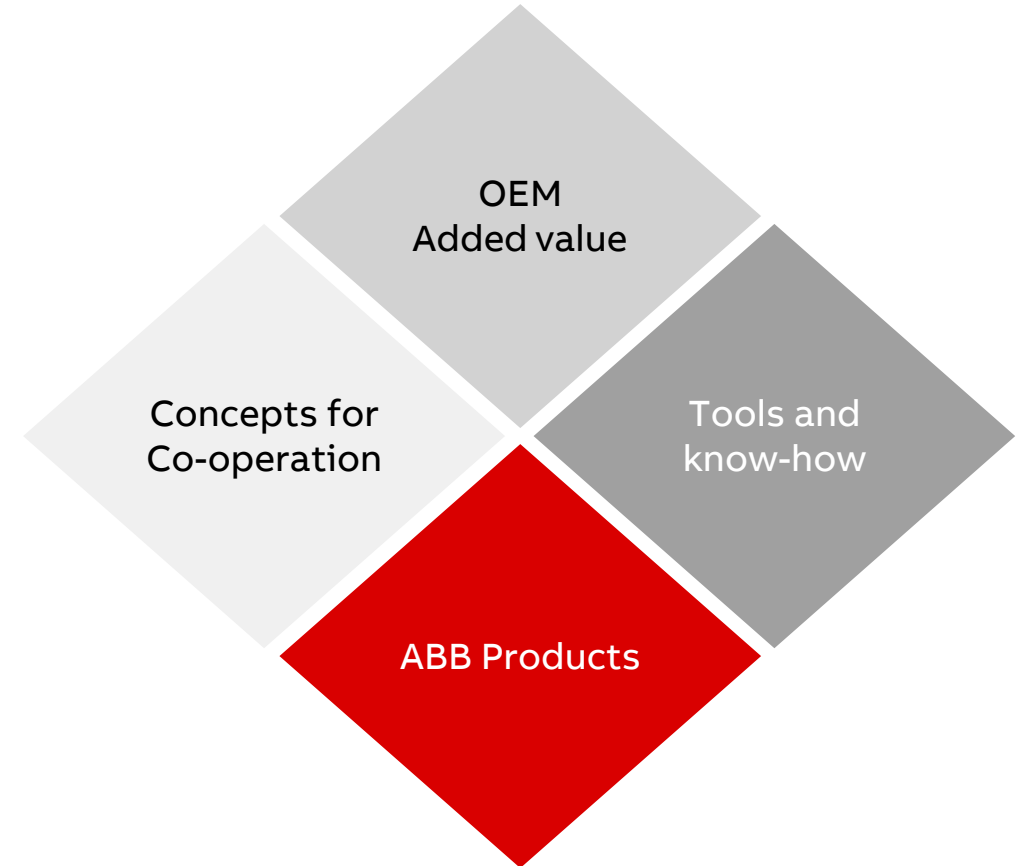 OEM
Added value
Concepts for
Co-operation
Tools and
know-how
ABB Products